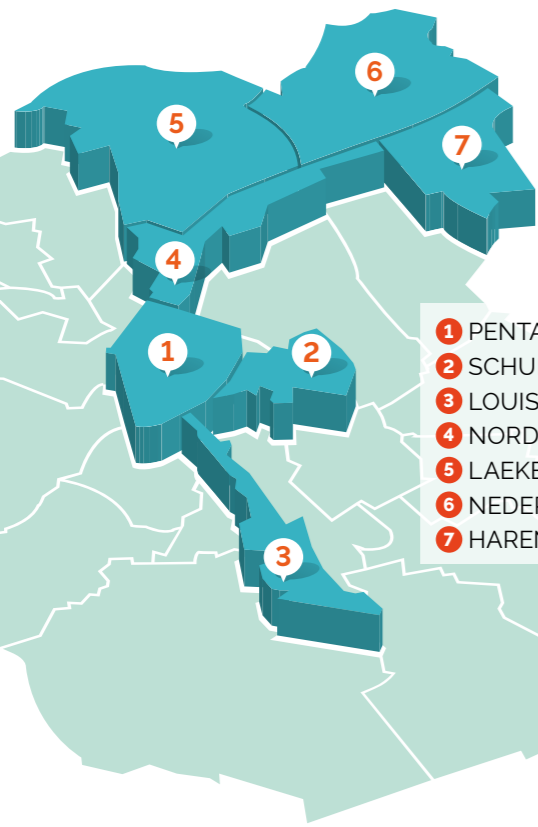 6
5
7
4
1
2
3
1 PENTA
2 SCHU
3 LOUIS
4 NORD
5 LAEKE
6 NEDER
7 HAREN